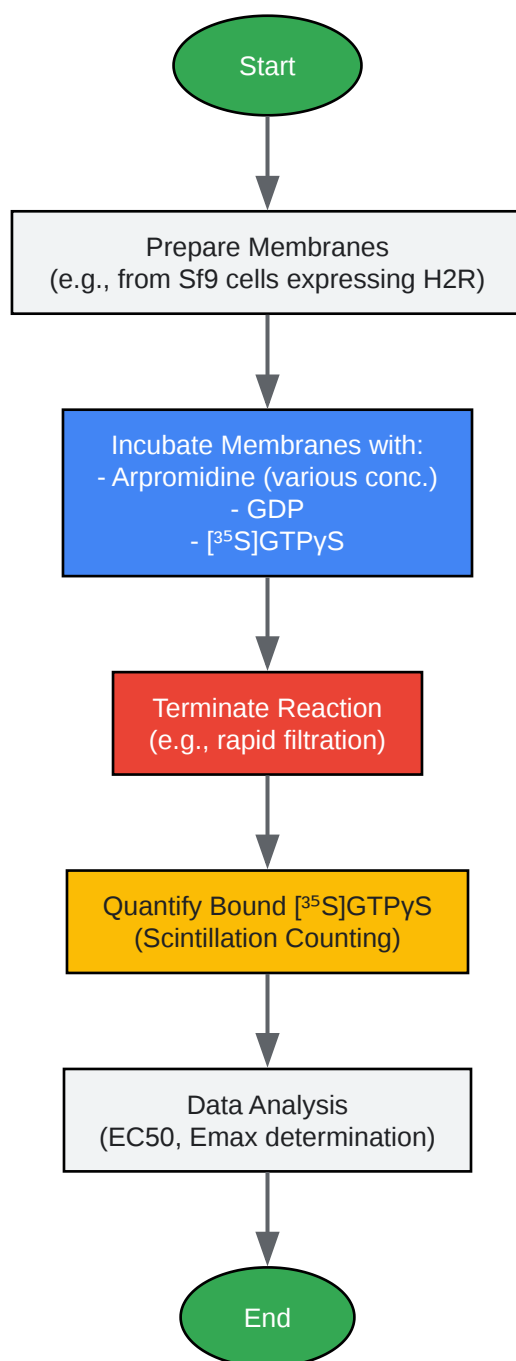 Start
Prepare Membranes
(e.g., from Sf9 cells expressing H2R)
Incubate Membranes with:
- Arpromidine (various conc.)
- GDP
- [³⁵S]GTPγS
Terminate Reaction
(e.g., rapid filtration)
Quantify Bound [³⁵S]GTPγS
(Scintillation Counting)
Data Analysis
(EC50, Emax determination)
End